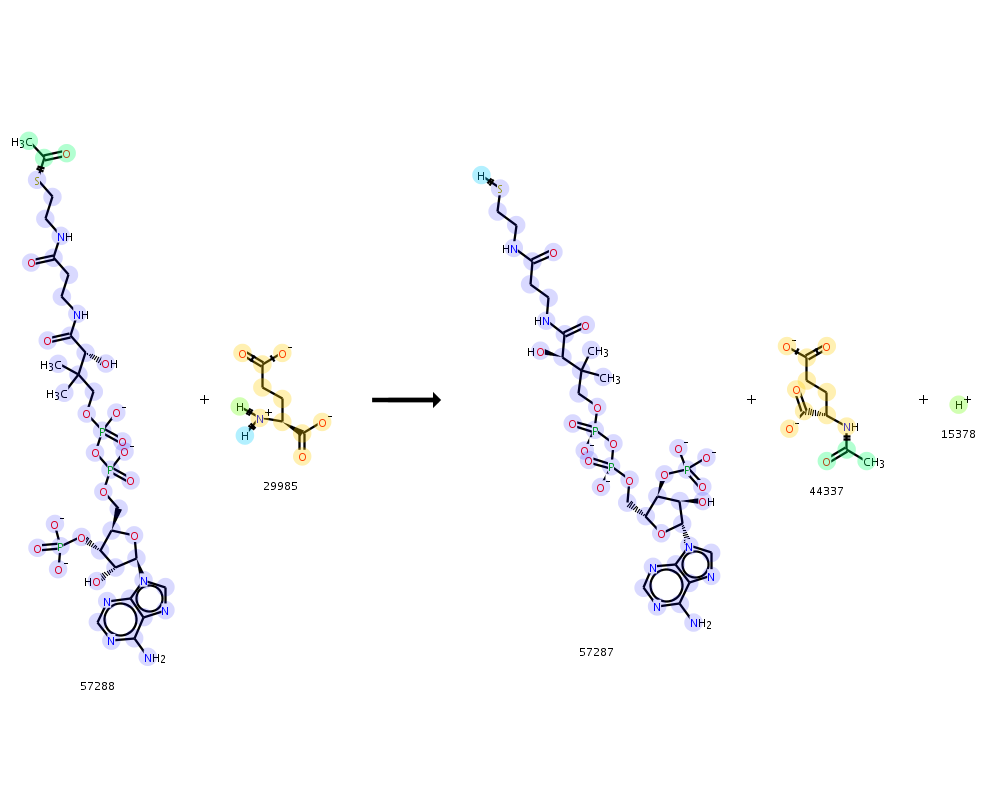 H₃C
O
S
NH
O
NH
O
OH
H₃C
H₃C
O O⁻
P O
O O⁻
P O
O
O⁻
O P O O
O⁻
HO N
N N
N
NH₂
57288
+
O O⁻
H N⁺ O⁻
H O
29985
H
S
HN O
HN O
HO CH₃
CH₃
O
O P O⁻
O O
P O⁻
O
O⁻ O⁻
O P O
OH
O
N
N N
N
NH₂
57287
+
O⁻ O
O
O⁻ NH
O CH₃
44337
+
H⁺
15378